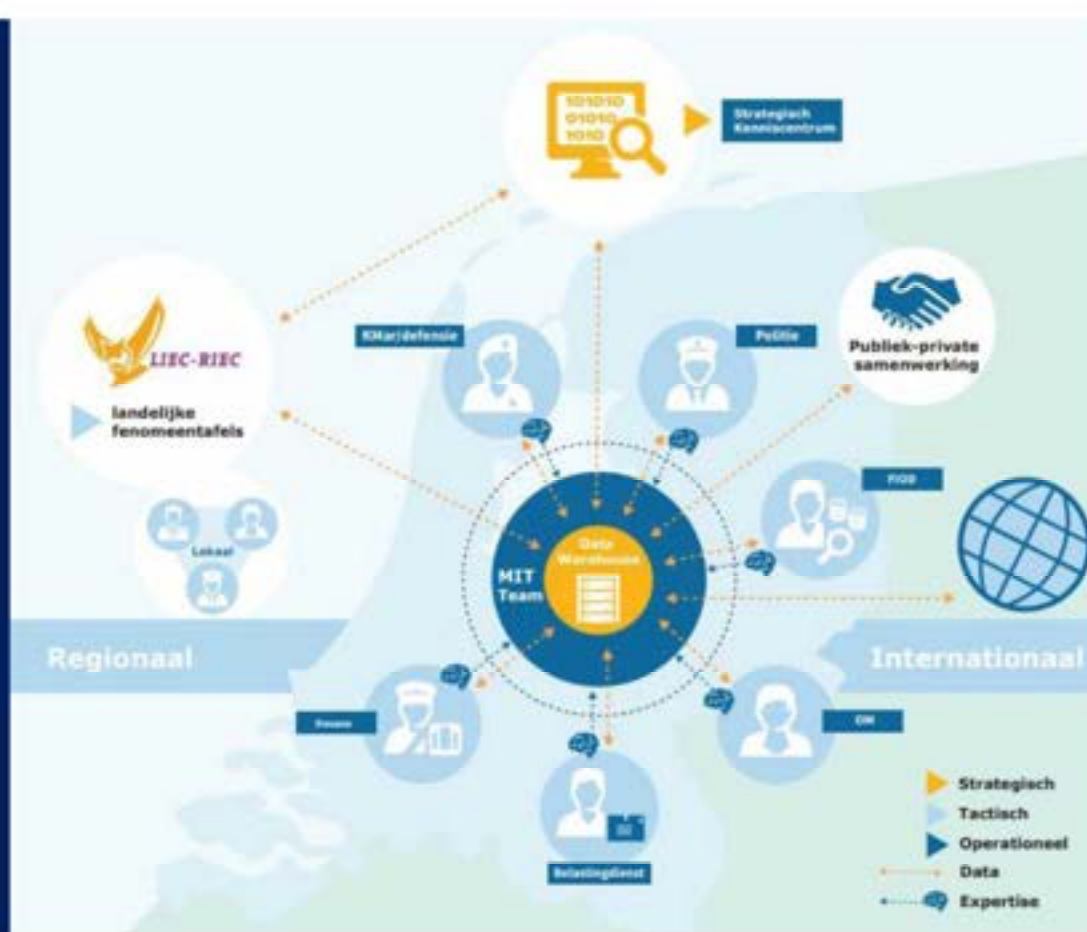 101010
01010
1010
Strategisch
Kenniscentrum
LIEC-RIEC
landelijke
fenomeentafels
KMar/defensie
Politie
Publiek-private
samenwerking
FIOD
Lokaal
Data
Warehouse
MIT
Team
Regionaal
Internationaal
Douane
OM
Belastingdienst
Strategisch
Tactisch
Operationeel
Data
Expertise